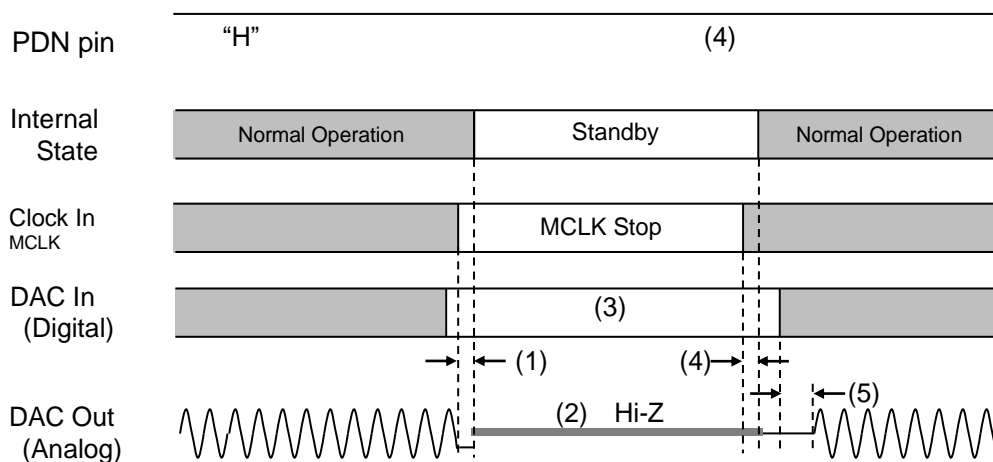 PDN pin “H” (4)
Internal State Normal Operation Standby Normal Operation
Clock In MCLK MCLK Stop
DAC In (Digital) (3)
(1) (4)
(5)
DAC Out (Analog) (2) Hi-Z